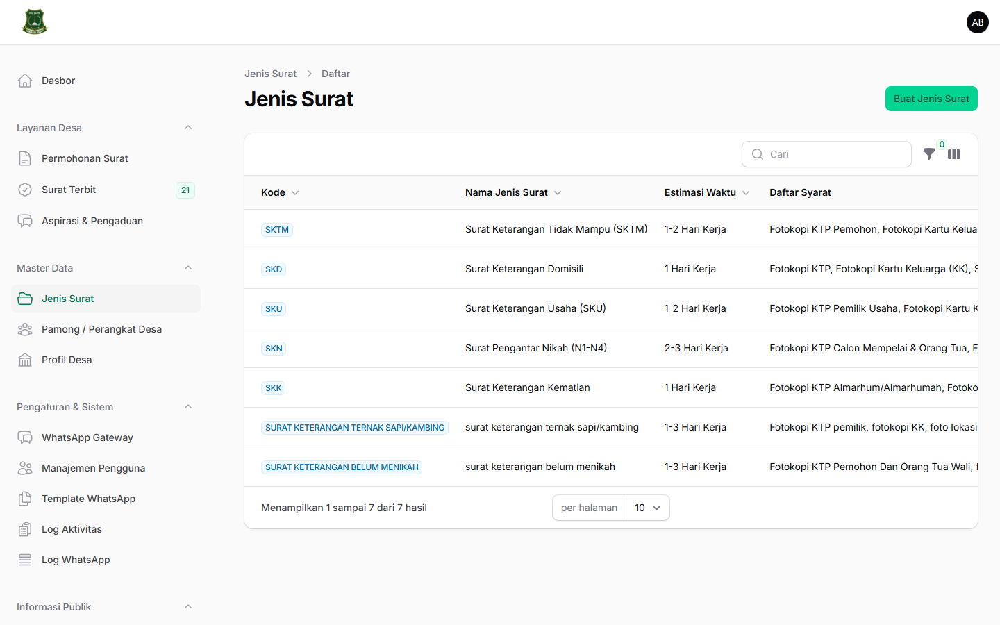 AB
Dasbor
Layanan Desa
Permohonan Surat
Surat Terbit 21
Aspirasi & Pengaduan
Master Data
Jenis Surat
Pamong / Perangkat Desa
Profil Desa
Pengaturan & Sistem
WhatsApp Gateway
Manajemen Pengguna
Template WhatsApp
Log Aktivitas
Log WhatsApp
Informasi Publik
Jenis Surat > Daftar
Jenis Surat
Buat Jenis Surat
Cari
0
Kode Nama Jenis Surat Estimasi Waktu Daftar Syarat
SKTM Surat Keterangan Tidak Mampu (SKTM) 1-2 Hari Kerja Fotokopi KTP Pemohon, Fotokopi Kartu Kelua
SKD Surat Keterangan Domisili 1 Hari Kerja Fotokopi KTP, Fotokopi Kartu Keluarga (KK), S
SKU Surat Keterangan Usaha (SKU) 1-2 Hari Kerja Fotokopi KTP Pemilik Usaha, Fotokopi Kartu K
SKN Surat Pengantar Nikah (N1-N4) 2-3 Hari Kerja Fotokopi KTP Calon Mempelai & Orang Tua, F
SKK Surat Keterangan Kematian 1 Hari Kerja Fotokopi KTP Almarhum/Almarhumah, Fotoko
SURAT KETERANGAN TERNAK SAPI/KAMBING surat keterangan ternak sapi/kambing 1-3 Hari Kerja Fotokopi KTP pemilik, fotokopi KK, foto lokasi
SURAT KETERANGAN BELUM MENIKAH surat keterangan belum menikah 1-3 Hari Kerja Fotokopi KTP Pemohon Dan Orang Tua Wali, f
Menampilkan 1 sampai 7 dari 7 hasil
per halaman 10